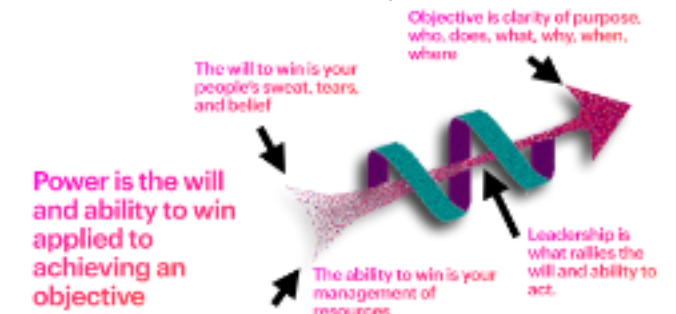 Objective is clarity of purpose,
who, does, what, why, when,
where
The will to win is your
people's sweat, tears,
and belief
Power is the will
and ability to win
applied to
achieving an
objective
Leadership is
what rallies the
will and ability to
act.
The ability to win is your
management of
resources